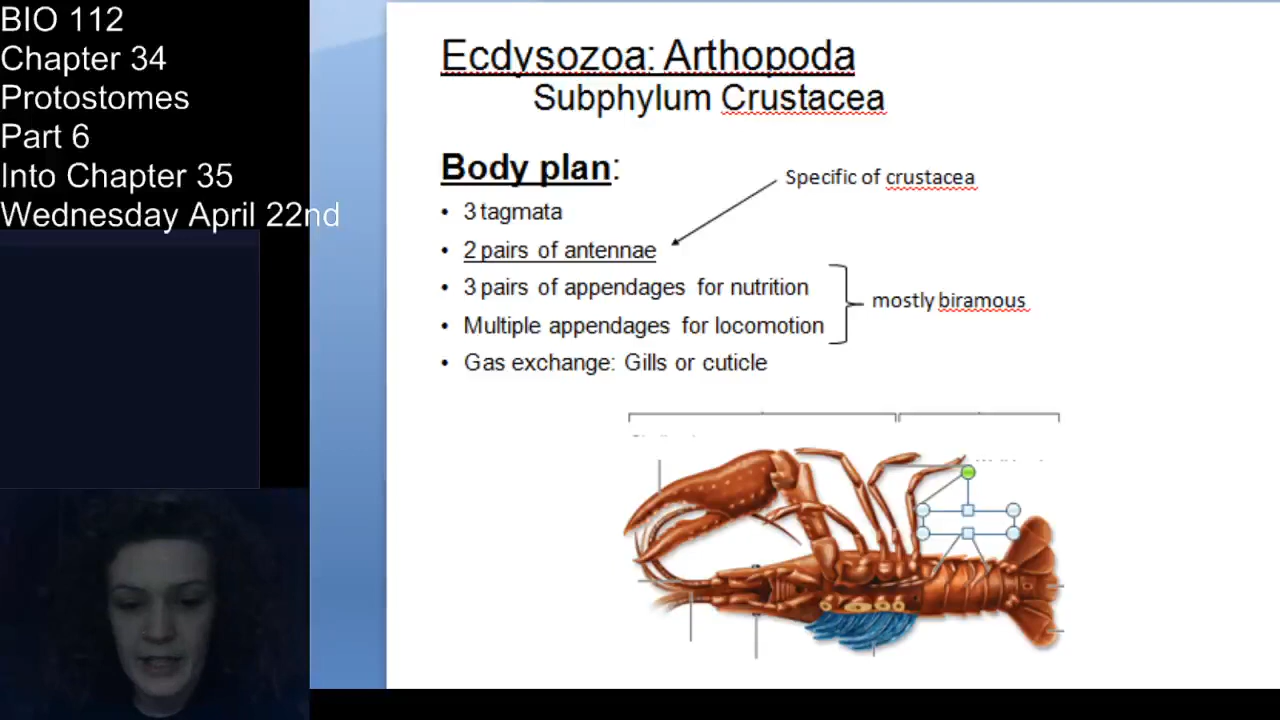 BIO 112
Chapter 34
Protostomes
Part 6
Into Chapter 35
Wednesday April 22nd
Ecdysozoa: Arthopoda
Subphylum Crustacea
Body plan:
Specific of crustacea
• 3 tagmata
• 2 pairs of antennae
• 3 pairs of appendages for nutrition
mostly biramous
• Multiple appendages for locomotion
• Gas exchange: Gills or cuticle